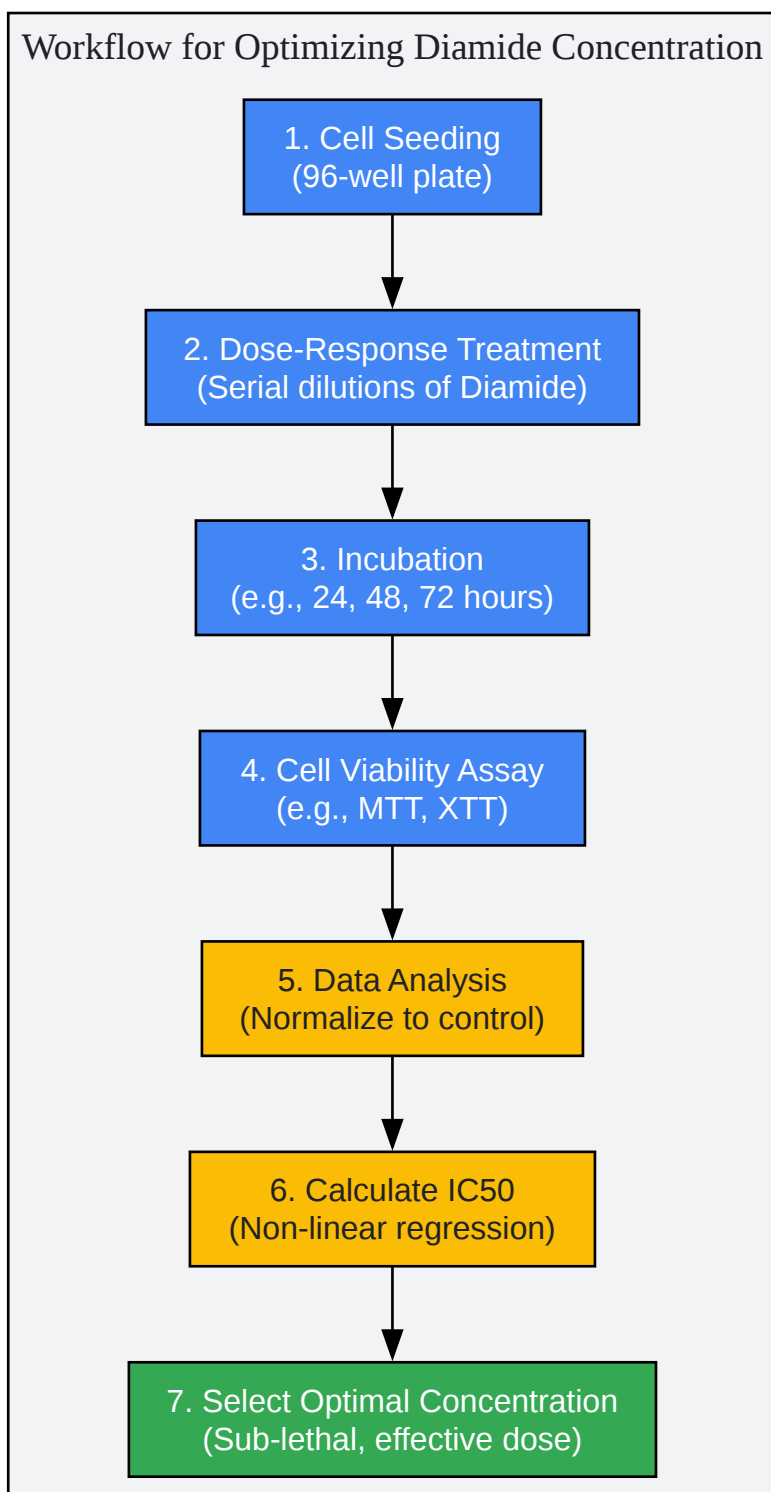 Workflow for Optimizing Diamide Concentration
1. Cell Seeding
(96-well plate)
2. Dose-Response Treatment
(Serial dilutions of Diamide)
3. Incubation
(e.g., 24, 48, 72 hours)
4. Cell Viability Assay
(e.g., MTT, XTT)
5. Data Analysis
(Normalize to control)
6. Calculate IC50
(Non-linear regression)
7. Select Optimal Concentration
(Sub-lethal, effective dose)